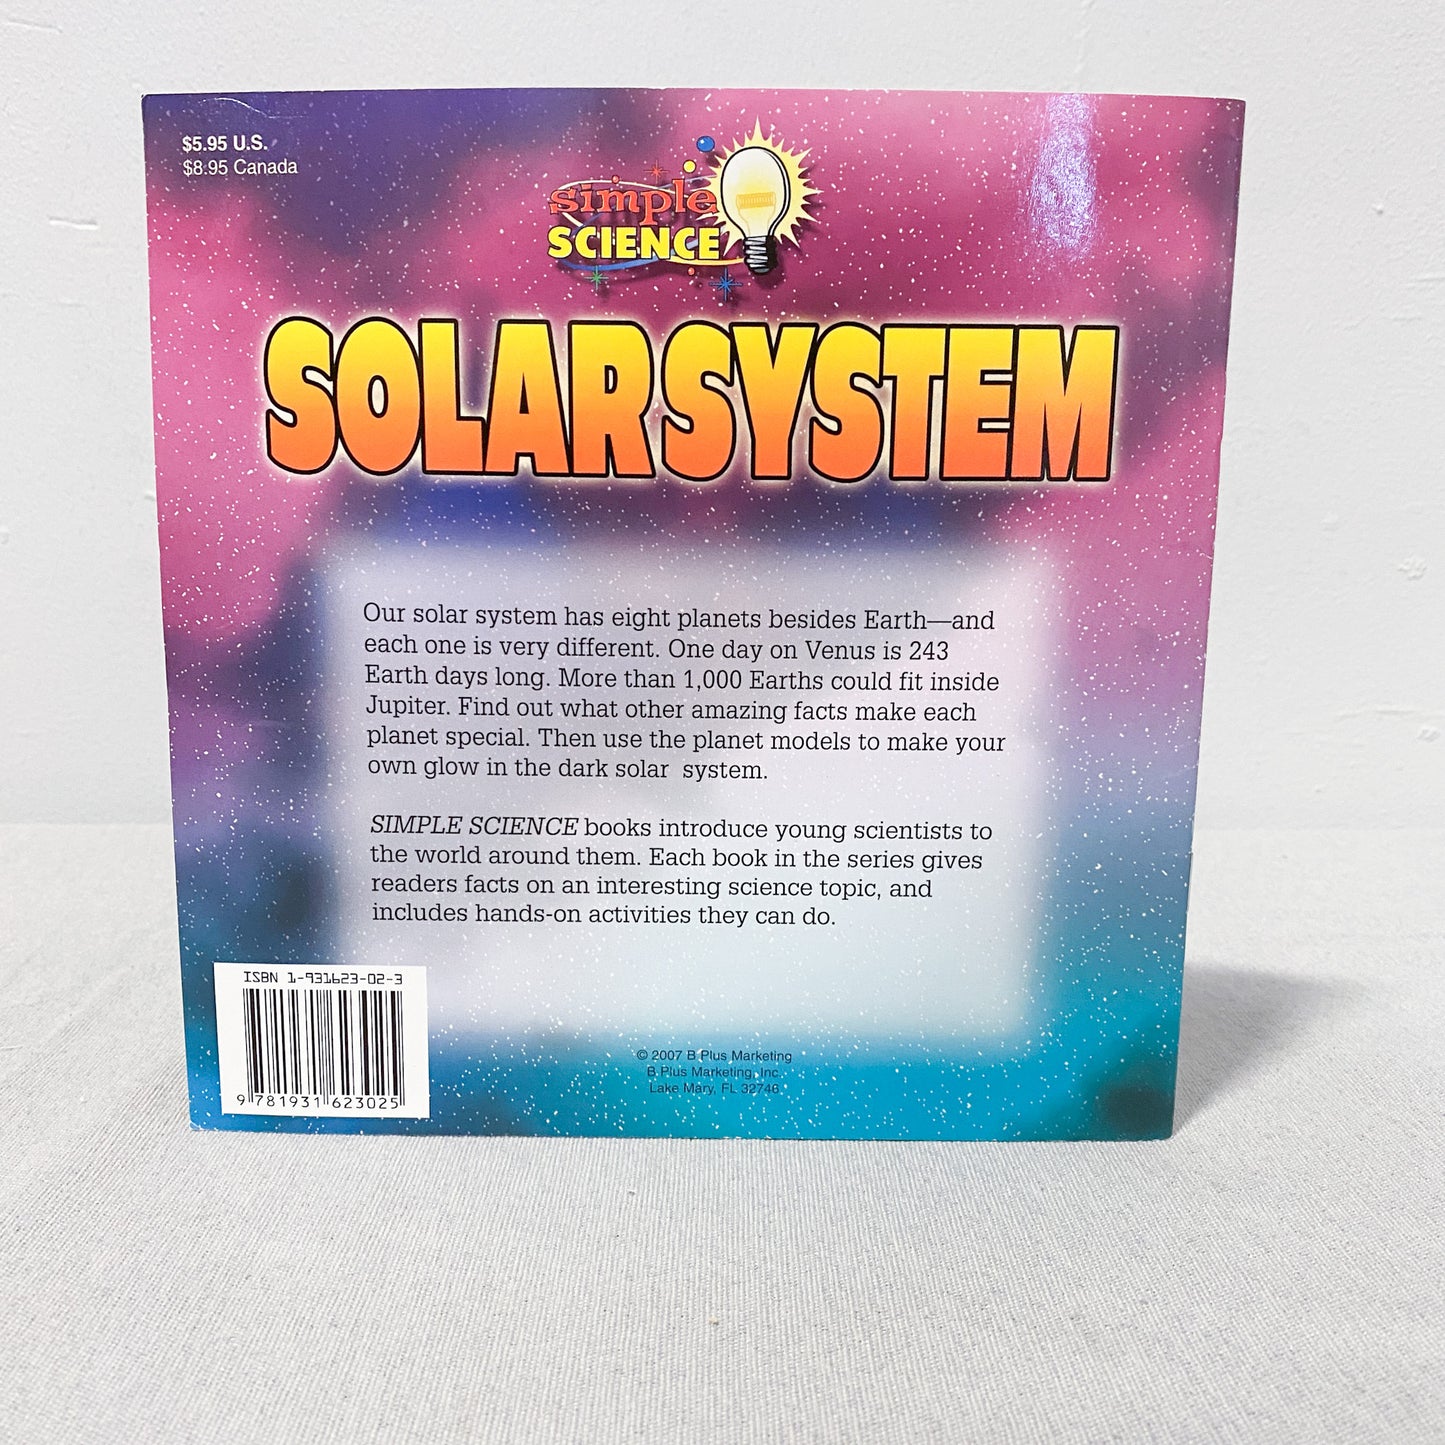 $5.95 U.S.
$8.95 Canada
simple
SCIENCE
SOLAR SYSTEM
Our solar system has eight planets besides Earth—and
each one is very different. One day on Venus is 243
Earth days long. More than 1,000 Earths could fit inside
Jupiter. Find out what other amazing facts make each
planet special. Then use the planet models to make your
own glow in the dark solar system.
SIMPLE SCIENCE books introduce young scientists to
the world around them. Each book in the series gives
readers facts on an interesting science topic, and
includes hands-on activities they can do.
ISBN 1-931623-02-3
9 781931 623025
© 2007 B Plus Marketing
B Plus Marketing, Inc.
Lake Mary, FL 32746